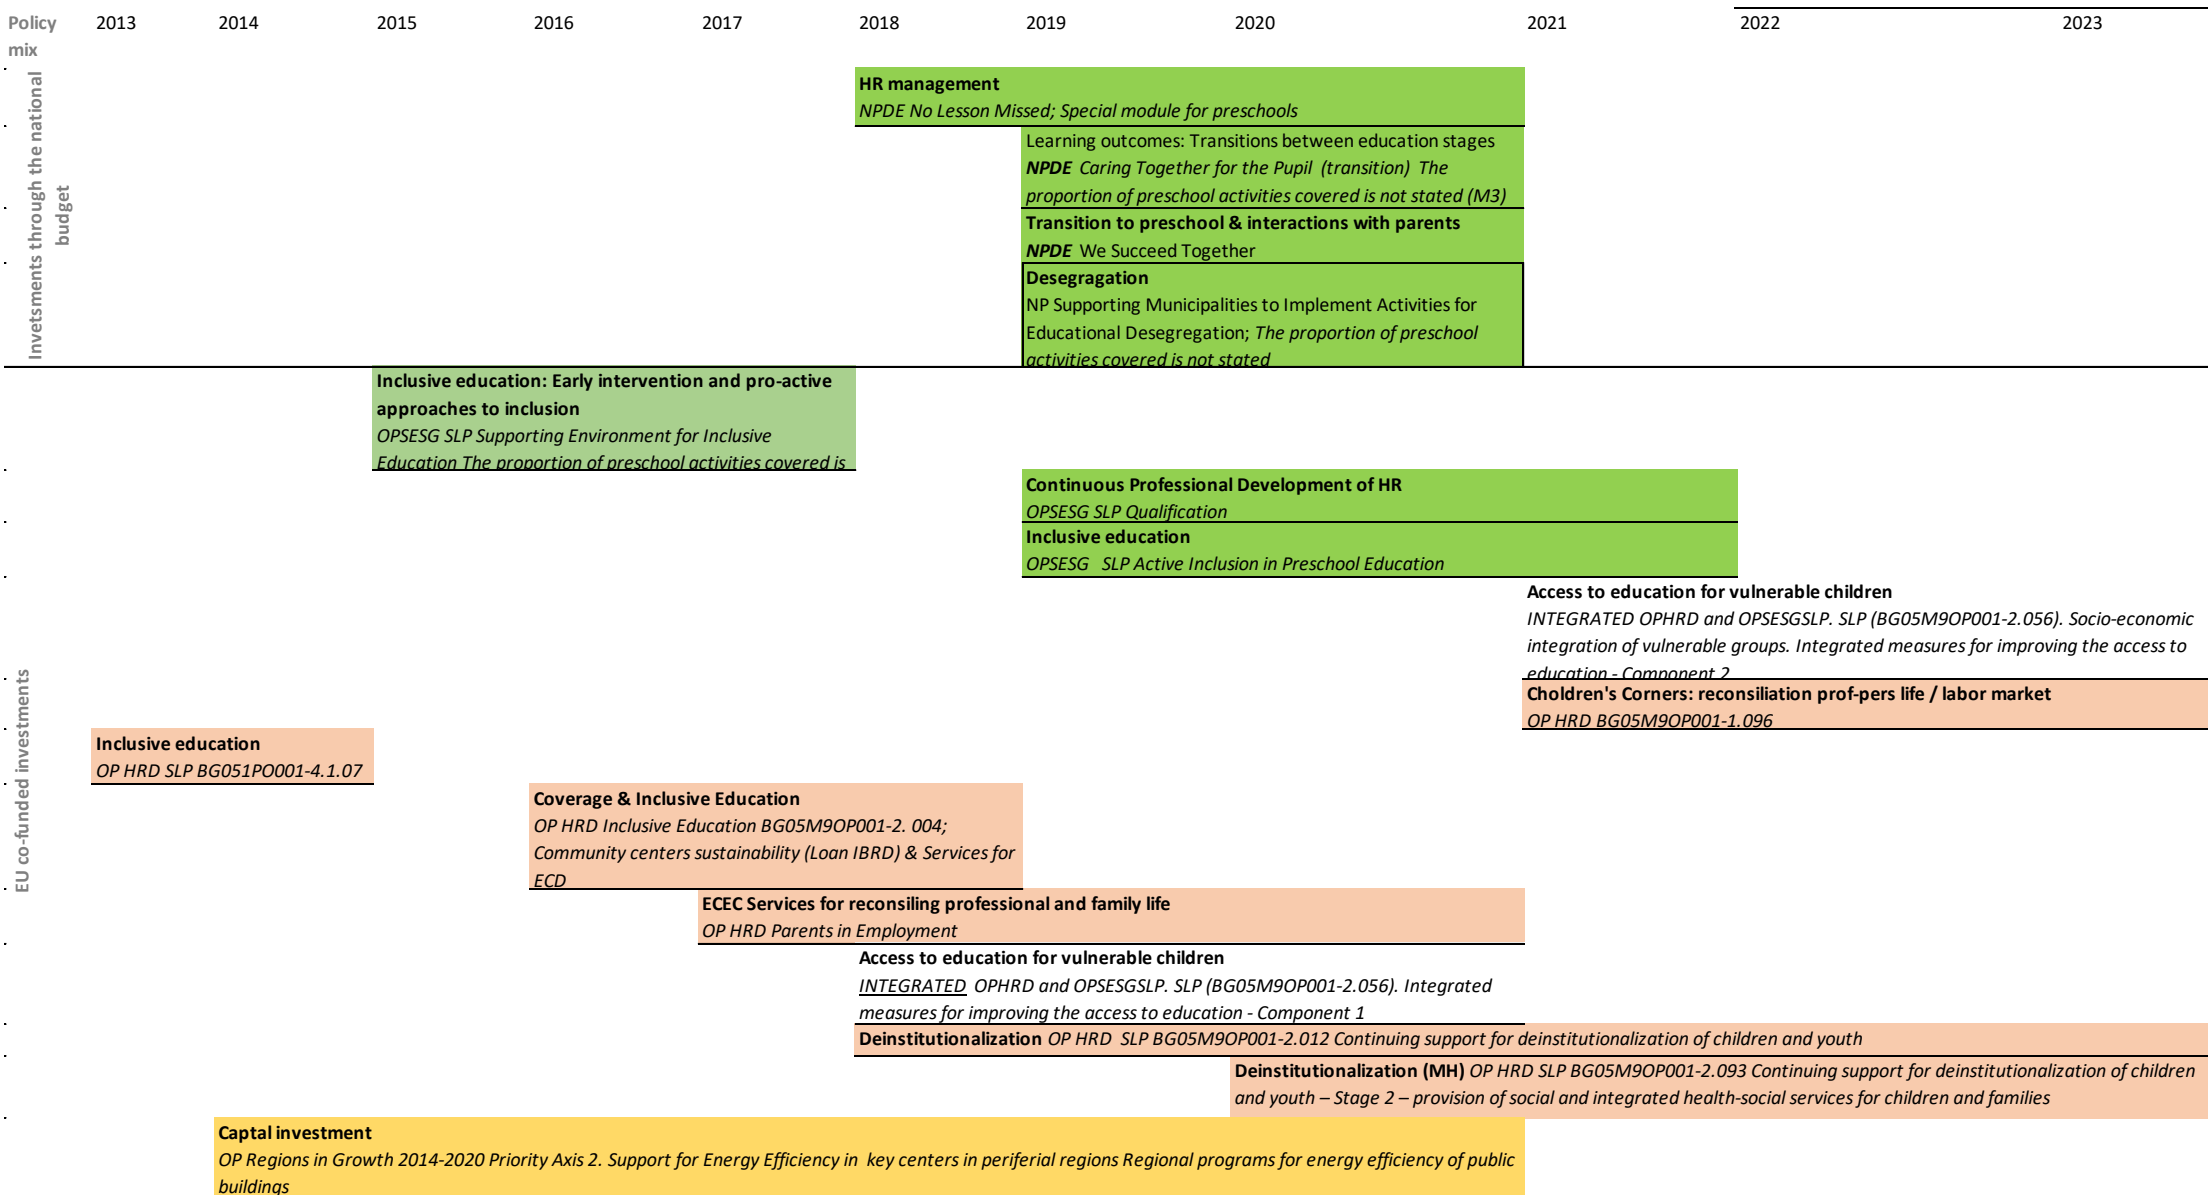 Policy mix
2013 2014 2015 2016 2017 2018 2019 2020 2021 2022 2023
Invetsments through the national budget
HR management
NPDE No Lesson Missed; Special module for preschools
Learning outcomes: Transitions between education stages
NPDE Caring Together for the Pupil (transition) The
proportion of preschool activities covered is not stated (M3)
Transition to preschool & interactions with parents
NPDE We Succeed Together
Desegragation
NP Supporting Municipalities to Implement Activities for
Educational Desegregation; The proportion of preschool
activities covered is not stated
EU co-funded investments
Inclusive education: Early intervention and pro-active
approaches to inclusion
OPSESG SLP Supporting Environment for Inclusive
Education The proportion of preschool activities covered is
Continuous Professional Development of HR
OPSESG SLP Qualification
Inclusive education
OPSESG SLP Active Inclusion in Preschool Education
Access to education for vulnerable children
INTEGRATED OPHRD and OPSESGSLP. SLP (BG05M9OP001-2.056). Socio-economic
integration of vulnerable groups. Integrated measures for improving the access to
education - Component 2
Choldren's Corners: reconsiliation prof-pers life / labor market
OP HRD BG05M9OP001-1.096
Inclusive education
OP HRD SLP BG051PO001-4.1.07
Coverage & Inclusive Education
OP HRD Inclusive Education BG05M9OP001-2. 004;
Community centers sustainability (Loan IBRD) & Services for
ECD
ECEC Services for reconsiling professional and family life
OP HRD Parents in Employment
Access to education for vulnerable children
INTEGRATED OPHRD and OPSESGSLP. SLP (BG05M9OP001-2.056). Integrated
measures for improving the access to education - Component 1
Deinstitutionalization OP HRD SLP BG05M9OP001-2.012 Continuing support for deinstitutionalization of children and youth
Deinstitutionalization (MH) OP HRD SLP BG05M9OP001-2.093 Continuing support for deinstitutionalization of children
and youth – Stage 2 – provision of social and integrated health-social services for children and families
Captal investment
OP Regions in Growth 2014-2020 Priority Axis 2. Support for Energy Efficiency in key centers in periferial regions Regional programs for energy efficiency of public
buildings